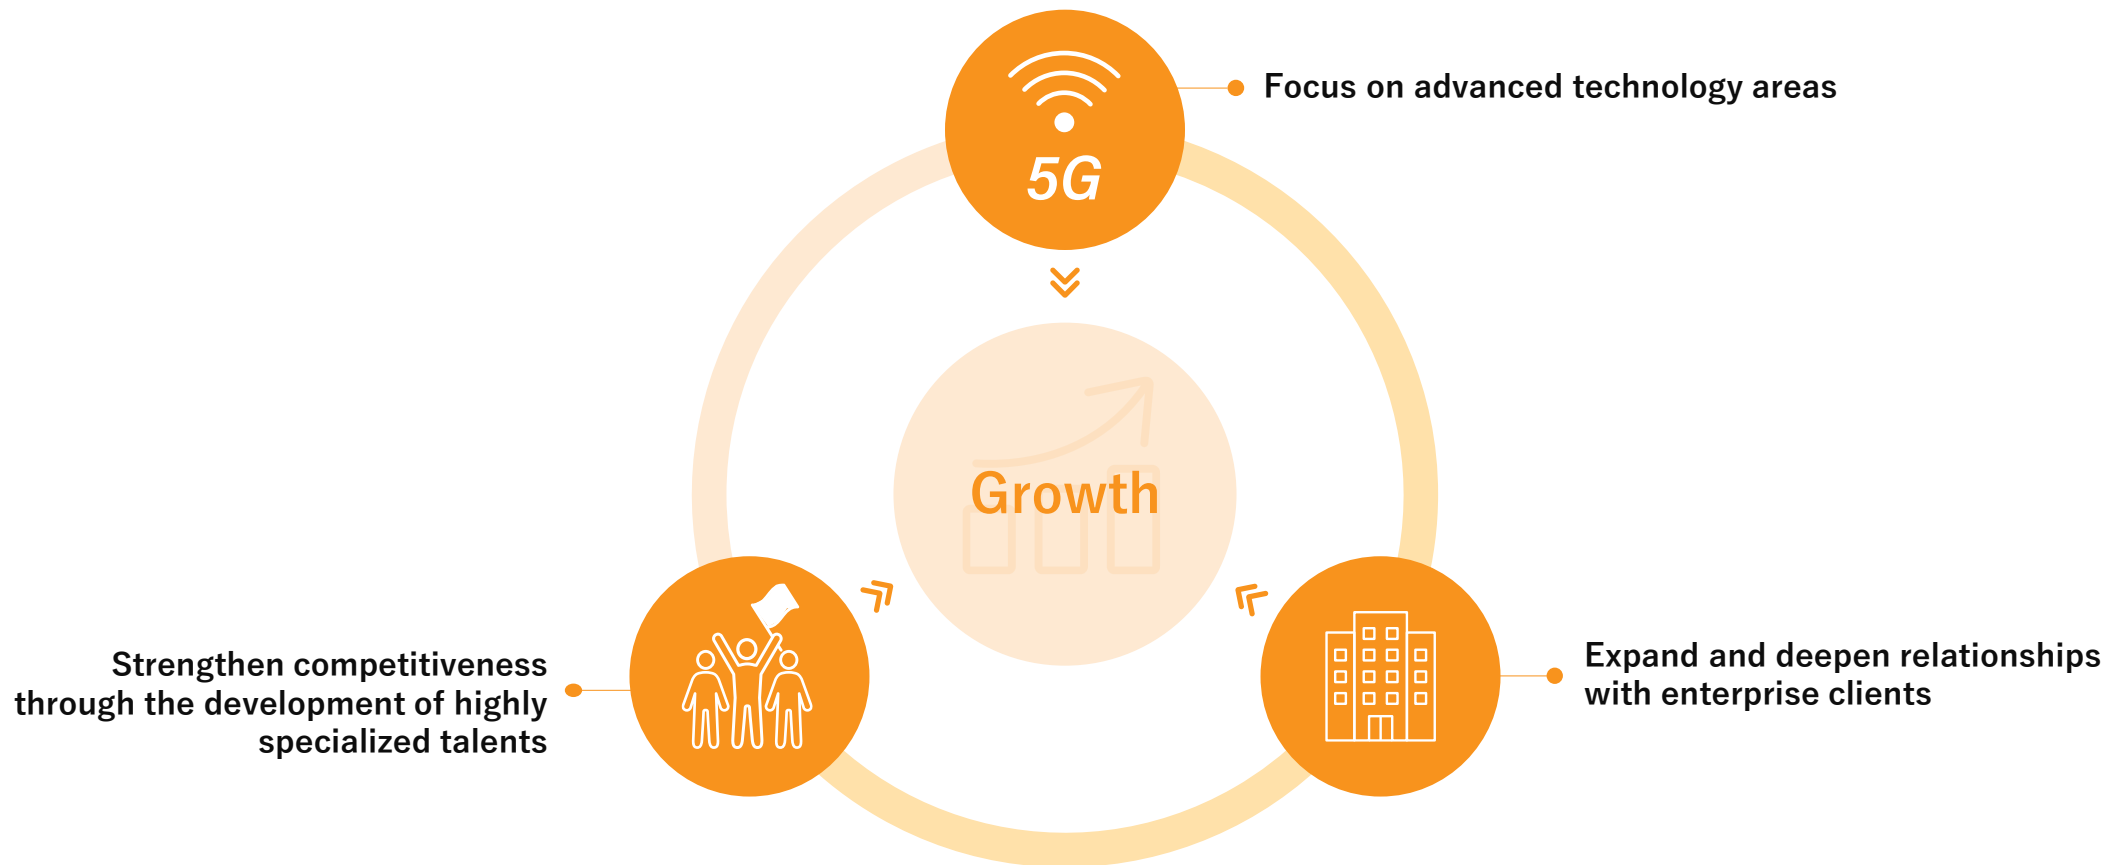 5G
Focus on advanced technology areas
Growth
Strengthen competitiveness
through the development of highly
specialized talents
Expand and deepen relationships
with enterprise clients